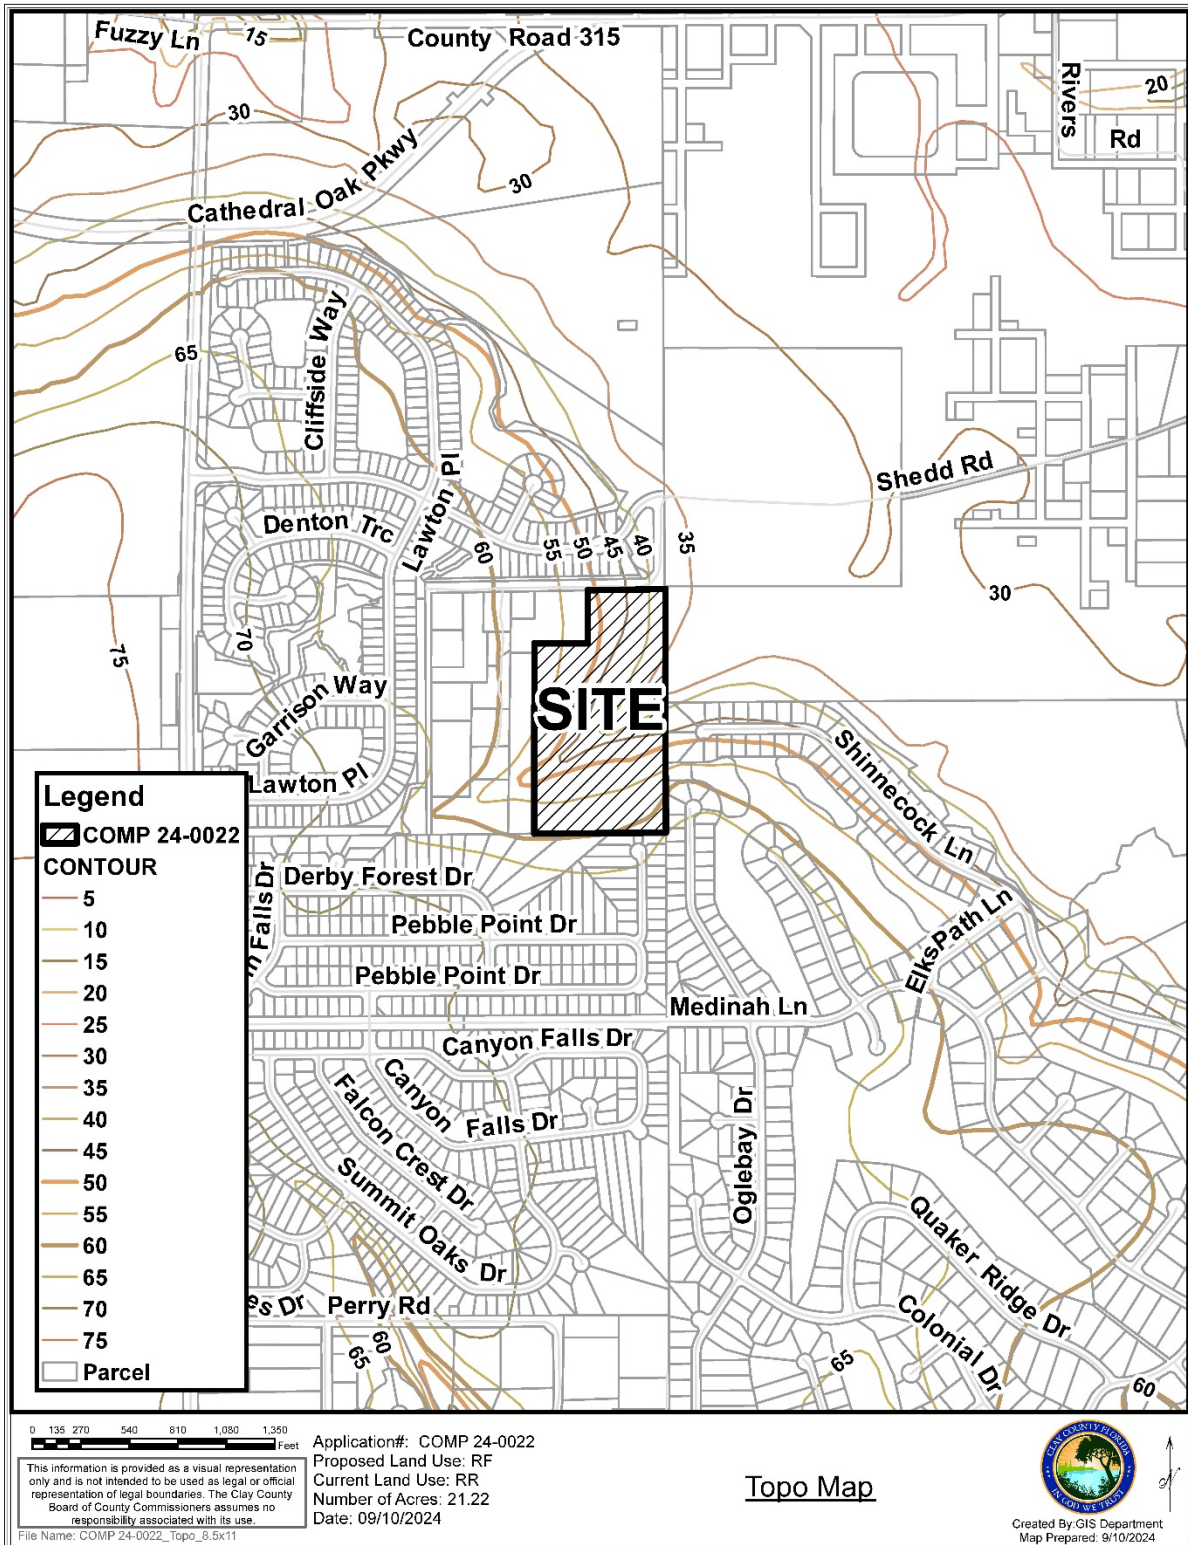 Fuzzy Ln
15
County Road 315
Rivers
20
Rd
30
Cathedral Oak Pkwy
30
65
Cliffside Way
Lawton Pl
Shedd Rd
Denton Trc
60
55
50
45
40
35
30
70
75
SITE
Garrison Way
Lawton Pl
Shinnecock Ln
Legend
COMP 24-0022
CONTOUR
5
10
15
20
25
30
35
40
45
50
55
60
65
70
75
Parcel
Falls Dr
Derby Forest Dr
Pebble Point Dr
Pebble Point Dr
Elks Path Ln
Medinah Ln
Canyon Falls Dr
Canyon
Falls Dr
Falcon Crest Dr
Summit Oaks Dr
Oglebay Dr
Quaker Ridge Dr
Colonial Dr
es Dr
Perry Rd
60
65
65
60
0 135 270 540 810 1,080 1,350
Feet
This information is provided as a visual representation
only and is not intended to be used as legal or official
representation of legal boundaries. The Clay County
Board of County Commissioners assumes no
responsibility associated with its use.
File Name: COMP 24-0022_Topo_8.5x11
Application#: COMP 24-0022
Proposed Land Use: RF
Current Land Use: RR
Number of Acres: 21.22
Date: 09/10/2024
Topo Map
CLAY COUNTY FLORIDA
IN GOD WE TRUST
N
Created By:GIS Department
Map Prepared: 9/10/2024